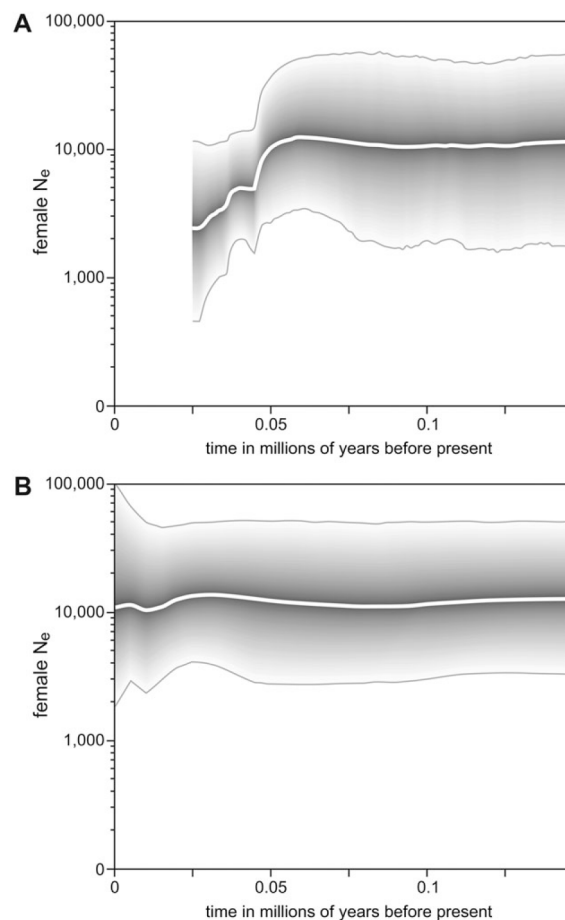 A
100,000
10,000
1,000
0
female Ne
0
0.05
0.1
time in millions of years before present
B
100,000
10,000
1,000
0
female Ne
0
0.05
0.1
time in millions of years before present